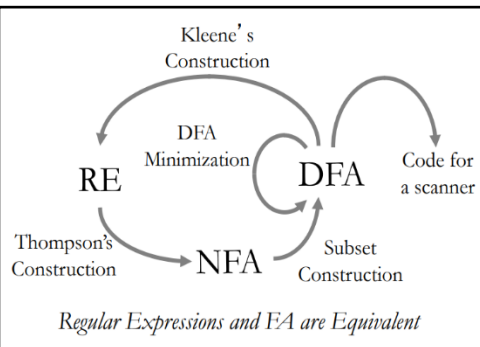 Kleene’s
Construction
DFA
Minimization
RE
DFA
Code for
a scanner
Thompson’s
Construction
NFA
Subset
Construction
Regular Expressions and FA are Equivalent